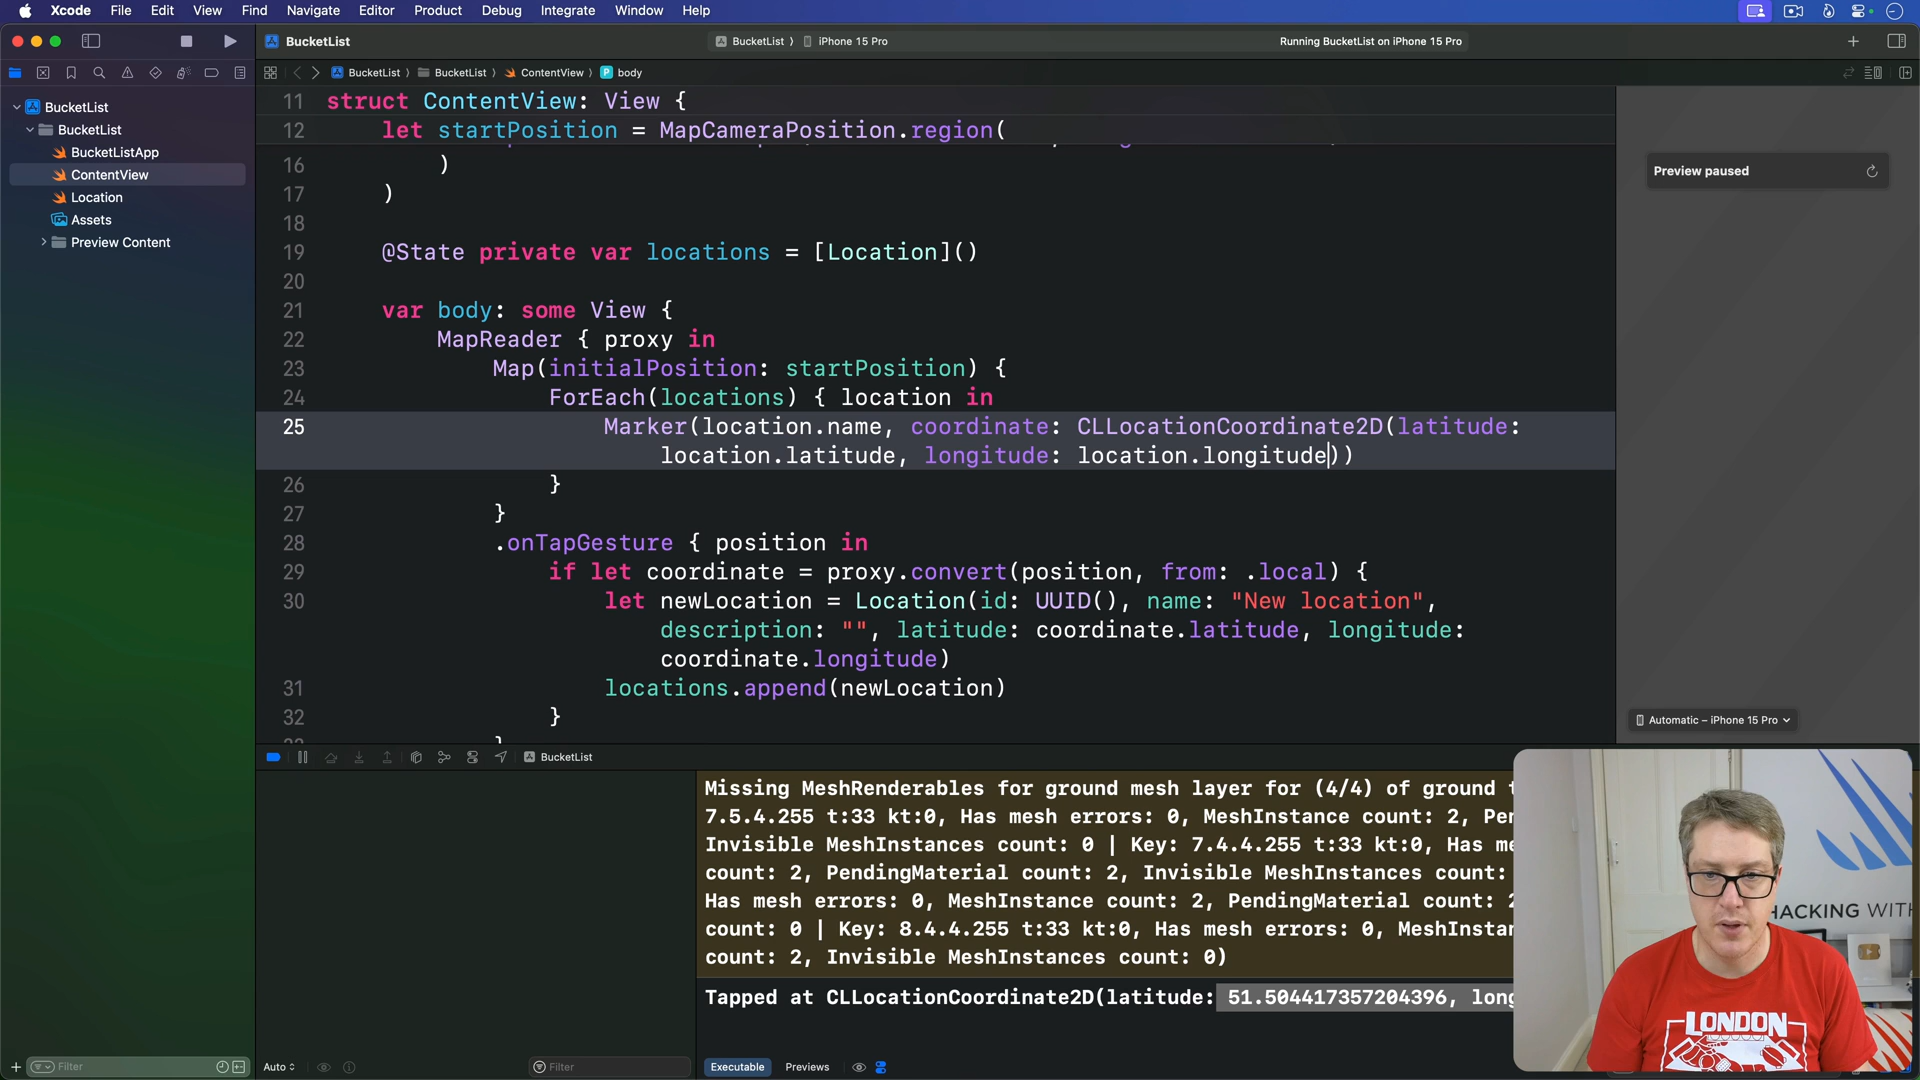 Xcode File Edit View Find Navigate Editor Product Debug Integrate Window Help
BucketList
BucketList ⟩ iPhone 15 Pro
Running BucketList on iPhone 15 Pro
BucketList ⟩ BucketList ⟩ ContentView ⟩ P body
BucketList
BucketList
BucketListApp
ContentView
Location
Assets
Preview Content
11 struct ContentView: View {
12 let startPosition = MapCameraPosition.region(
16 )
17 )
18
19 @State private var locations = [Location]()
20
21 var body: some View {
22 MapReader { proxy in
23 Map(initialPosition: startPosition) {
24 ForEach(locations) { location in
25 Marker(location.name, coordinate: CLLocationCoordinate2D(latitude:
location.latitude, longitude: location.longitude))
26 }
27 }
28 .onTapGesture { position in
29 if let coordinate = proxy.convert(position, from: .local) {
30 let newLocation = Location(id: UUID(), name: "New location",
description: "", latitude: coordinate.latitude, longitude:
coordinate.longitude)
31 locations.append(newLocation)
32 }
Preview paused
Automatic – iPhone 15 Pro
BucketList
Missing MeshRenderables for ground mesh layer for (4/4) of ground
7.5.4.255 t:33 kt:0, Has mesh errors: 0, MeshInstance count: 2, Pe
Invisible MeshInstances count: 0 | Key: 7.4.4.255 t:33 kt:0, Has m
count: 2, PendingMaterial count: 2, Invisible MeshInstances count:
Has mesh errors: 0, MeshInstance count: 2, PendingMaterial count:
count: 0 | Key: 8.4.4.255 t:33 kt:0, Has mesh errors: 0, MeshInsta
count: 2, Invisible MeshInstances count: 0)
Tapped at CLLocationCoordinate2D(latitude: 51.504417357204396, lon
HACKING WITH
LONDON
Filter
Auto
Filter
Executable
Previews